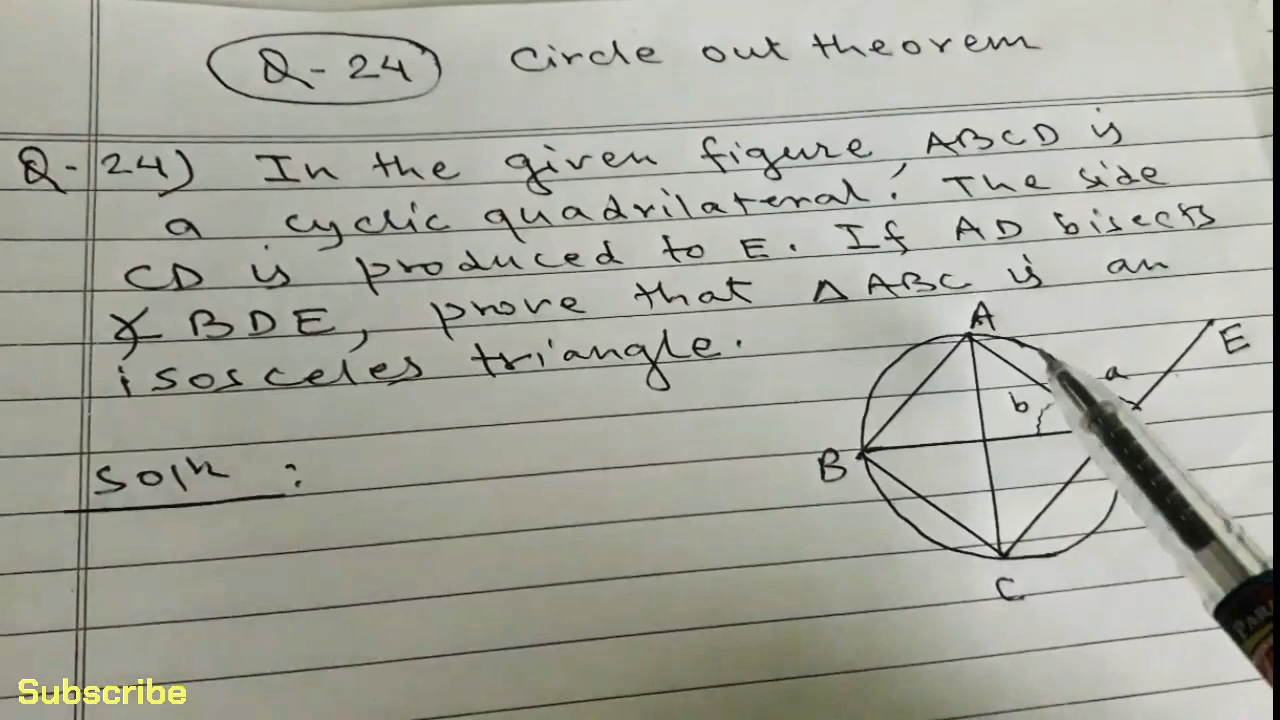 Q-24 Circle out theorem
Q-24) In the given figure, ABCD is
a cyclic quadrilateral. The side
CD is produced to E. If AD bisects
∡ BDE, prove that △ ABC is an
isosceles triangle.
A
E
a
b
B
Soln :
C
Subscribe